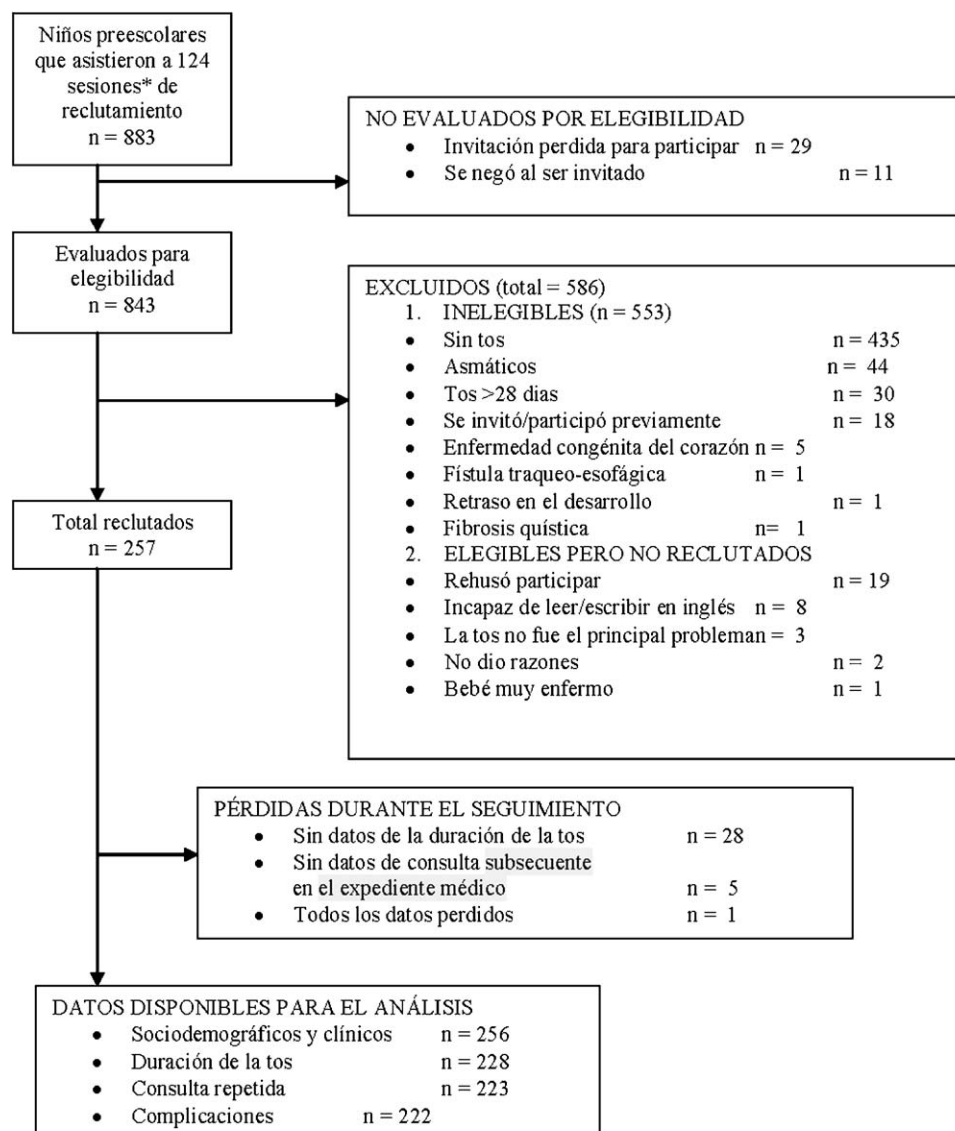 Niños preescolares
que asistieron a 124
sesiones* de
reclutamiento
n = 883
NO EVALUADOS POR ELEGIBILIDAD
• Invitación perdida para participar n = 29
• Se negó al ser invitado n = 11
Evaluados para
elegibilidad
n = 843
EXCLUIDOS (total = 586)
1. INELEGIBLES (n = 553)
• Sin tos n = 435
• Asmáticos n = 44
• Tos >28 dias n = 30
• Se invitó/participó previamente n = 18
• Enfermedad congénita del corazón n = 5
• Fístula traqueo-esofágica n = 1
• Retraso en el desarrollo n = 1
• Fibrosis quística n= 1
2. ELEGIBLES PERO NO RECLUTADOS
• Rehusó participar n = 19
• Incapaz de leer/escribir en inglés n = 8
• La tos no fue el principal probleman = 3
• No dio razones n = 2
• Bebé muy enfermo n = 1
Total reclutados
n = 257
PÉRDIDAS DURANTE EL SEGUIMIENTO
• Sin datos de la duración de la tos n = 28
• Sin datos de consulta subsecuente
en el expediente médico n = 5
• Todos los datos perdidos n = 1
DATOS DISPONIBLES PARA EL ANÁLISIS
• Sociodemográficos y clínicos n = 256
• Duración de la tos n = 228
• Consulta repetida n = 223
• Complicaciones n = 222